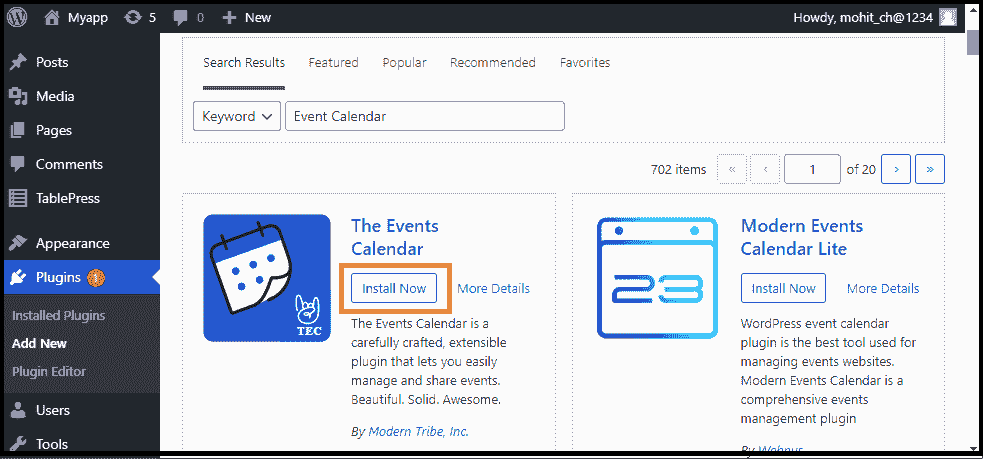 Myapp 5 0 + New Howdy, mohit_ch@1234
Posts
Media
Pages
Comments
TablePress
Appearance
Plugins 1
Installed Plugins
Add New
Plugin Editor
Users
Tools
Search Results Featured Popular Recommended Favorites
Keyword Event Calendar
702 items « ‹ 1 of 20 › »
TEC
The Events
Calendar
Install Now More Details
The Events Calendar is a
carefully crafted, extensible
plugin that lets you easily
manage and share events.
Beautiful. Solid. Awesome.
By Modern Tribe, Inc.
23
Modern Events
Calendar Lite
Install Now More Details
WordPress event calendar
plugin is the best tool used for
managing events websites.
Modern Events Calendar is a
comprehensive events
management plugin
By Webnus